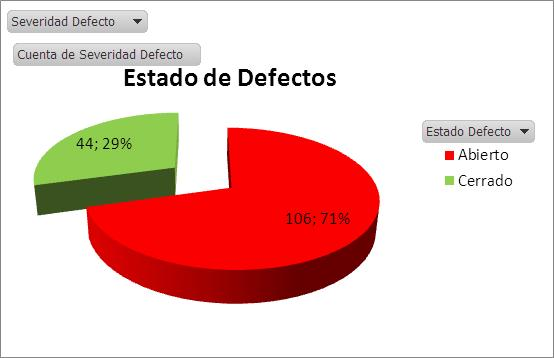 Severidad Defecto
Cuenta de Severidad Defecto
Estado de Defectos
44; 29%
106; 71%
Estado Defecto
Abierto
Cerrado